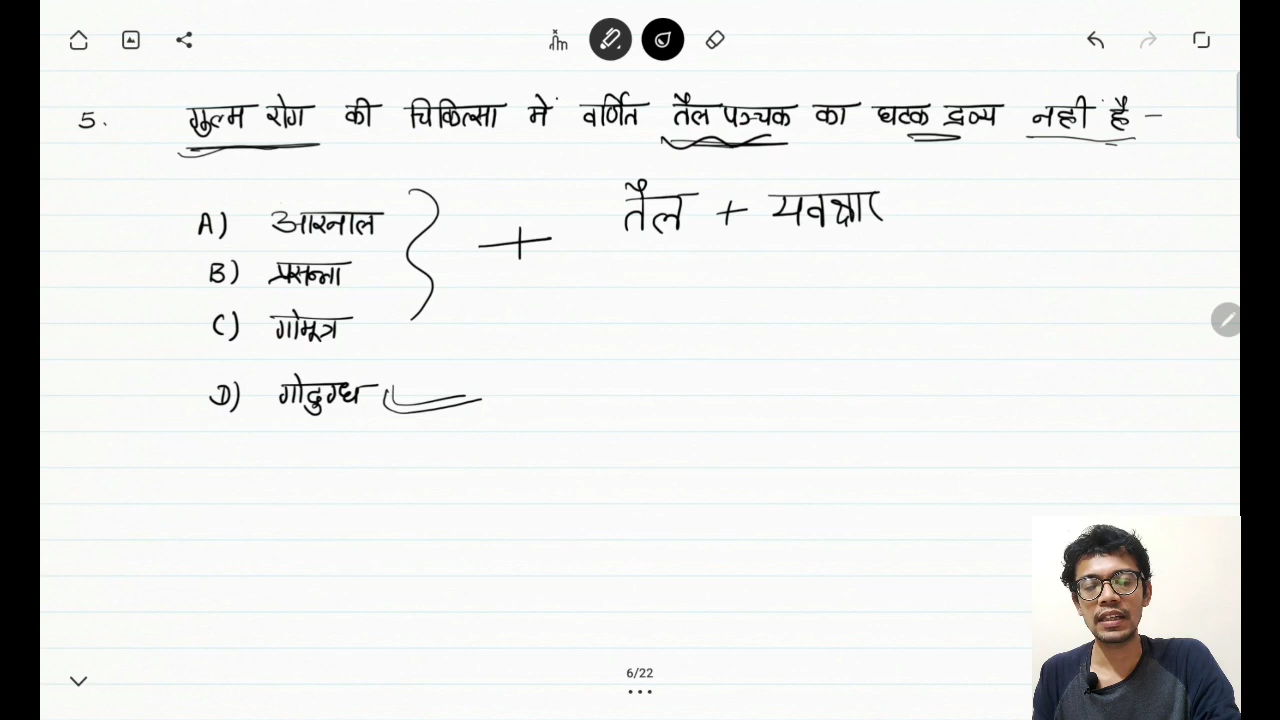 5. गुल्म रोग की चिकित्सा में वर्णित तैल पञ्चक का घटक द्रव्य नहीं है -
A) आरनाल
B) प्रसन्ना
C) गोमूत्र
D) गोदुग्ध
+ तैल + यवक्षार
6/22